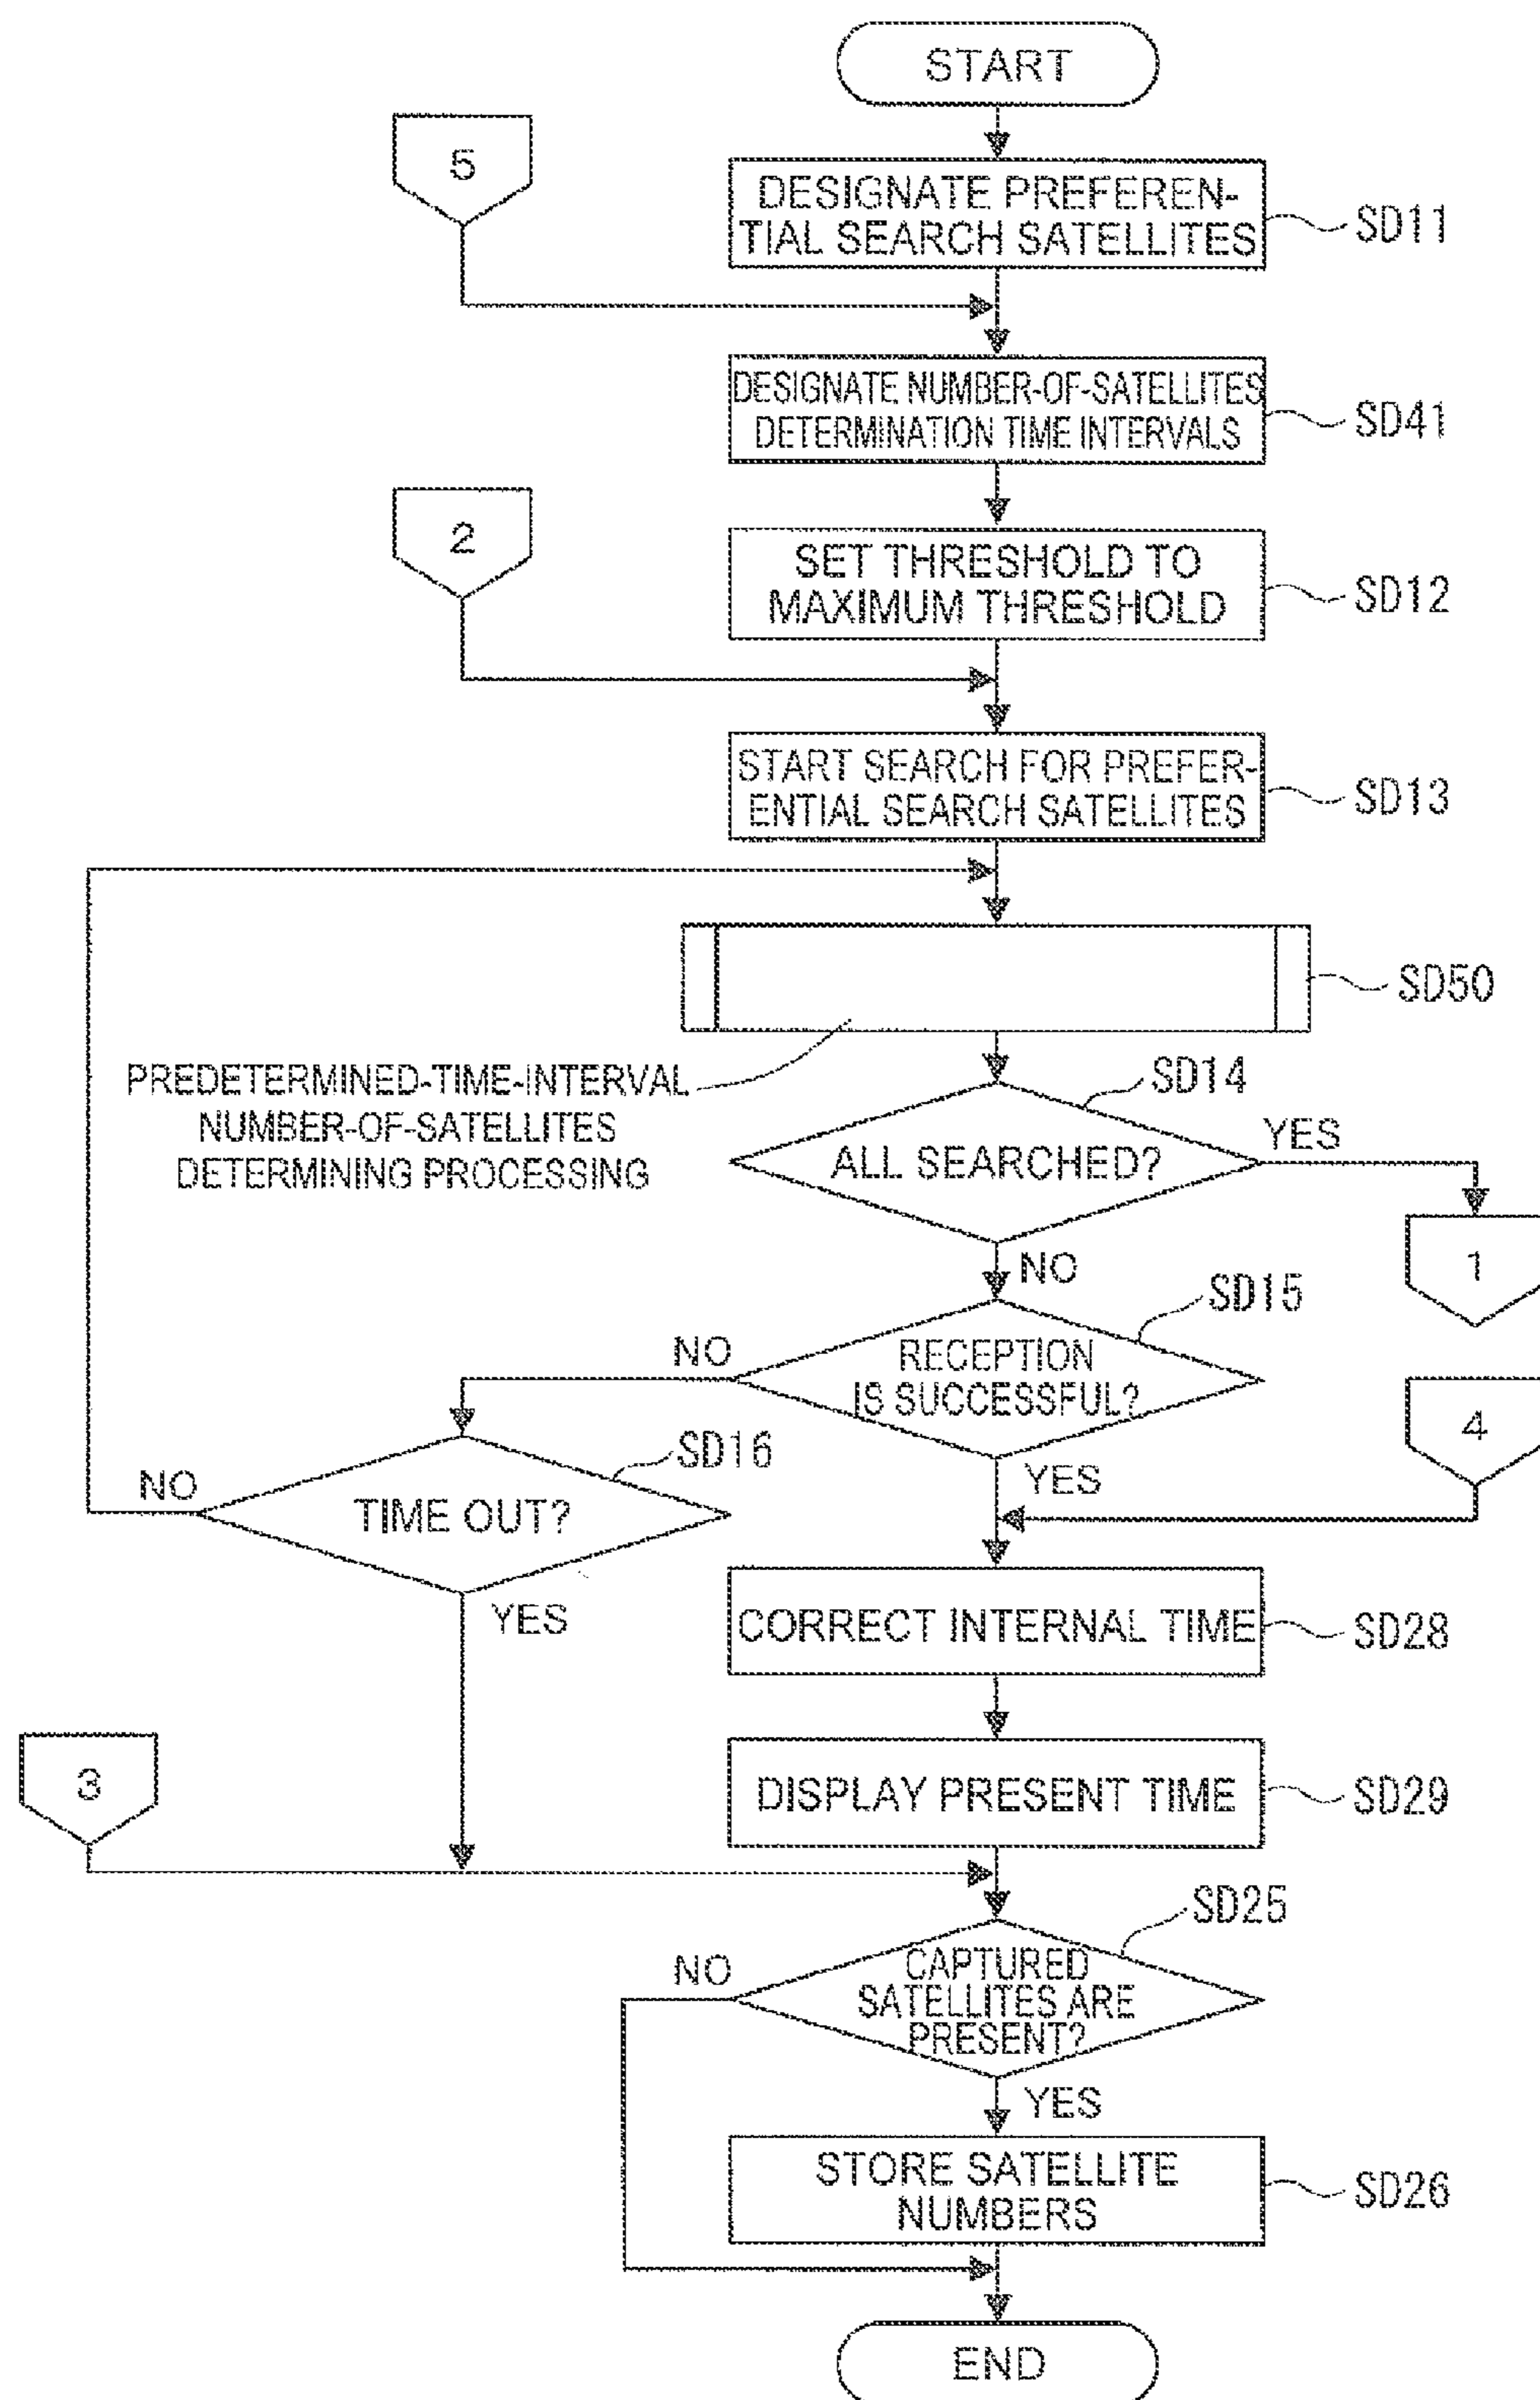 START
5
DESIGNATE PREFEREN-
TIAL SEARCH SATELLITES
SD11
DESIGNATE NUMBER-OF-SATELLITES
DETERMINATION TIME INTERVALS
SD41
2
SET THRESHOLD TO
MAXIMUM THRESHOLD
SD12
START SEARCH FOR PREFER-
ENTIAL SEARCH SATELLITES
SD13
SD50
PREDETERMINED-TIME-INTERVAL
NUMBER-OF-SATELLITES
DETERMINING PROCESSING
SD14
ALL SEARCHED?
YES
1
NO
SD15
RECEPTION
IS SUCCESSFUL?
NO
YES
4
SD16
TIME OUT?
NO
YES
CORRECT INTERNAL TIME
SD28
DISPLAY PRESENT TIME
SD29
3
SD25
CAPTURED
SATELLITES ARE
PRESENT?
NO
YES
STORE SATELLITE
NUMBERS
SD26
END